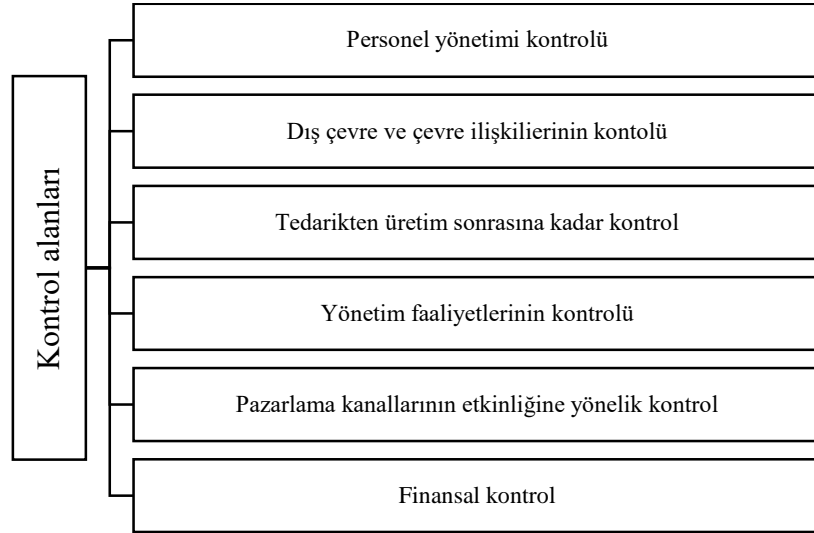 Kontrol alanları
Personel yönetimi kontrolü
Dış çevre ve çevre ilişkilierinin kontolü
Tedarikten üretim sonrasına kadar kontrol
Yönetim faaliyetlerinin kontrolü
Pazarlama kanallarının etkinliğine yönelik kontrol
Finansal kontrol